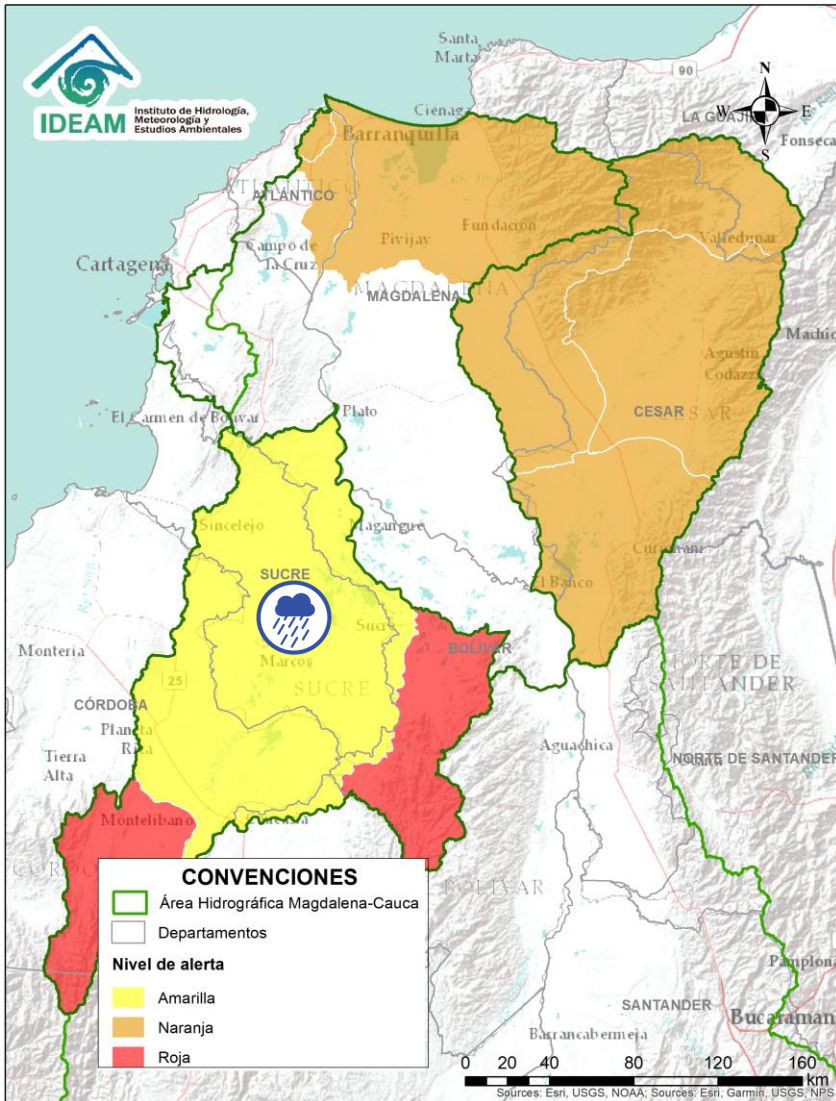 IDEAM
Instituto de Hidrología,
Meteorología y
Estudios Ambientales
Santa
Marta
90
N
W
E
S
LA GUAJIR
Fonseca
Ciénaga
Barranquilla
ATLÁNTICO
Fundación
Pivijay
Valledupar
Campo de
la Cruz
Cartagena
MAGDALENA
Agustín
Codazzi
CESAR
El Carmen de Bolívar
Plato
Sincelejo
Magangue
SUCRE
El Banco
Sucre
Marcos
SUCRE
BOLÍVAR
Montería
25
NORTE DE
SANTANDER
CÓRDOBA
Planeta
Rica
Tierra
Alta
Aguachica
NORTE DE SANTANDER
Montelibano
BOLÍVAR
CONVENCIONES
Área Hidrográfica Magdalena-Cauca
Departamentos
Nivel de alerta
Amarilla
Naranja
Roja
Pamplona
SANTANDER
Bucaraman
Barrancabermeja
0 20 40 80 120 160
km
Sources: Esri, USGS, NOAA; Sources: Esri, Garmin, USGS, NPS